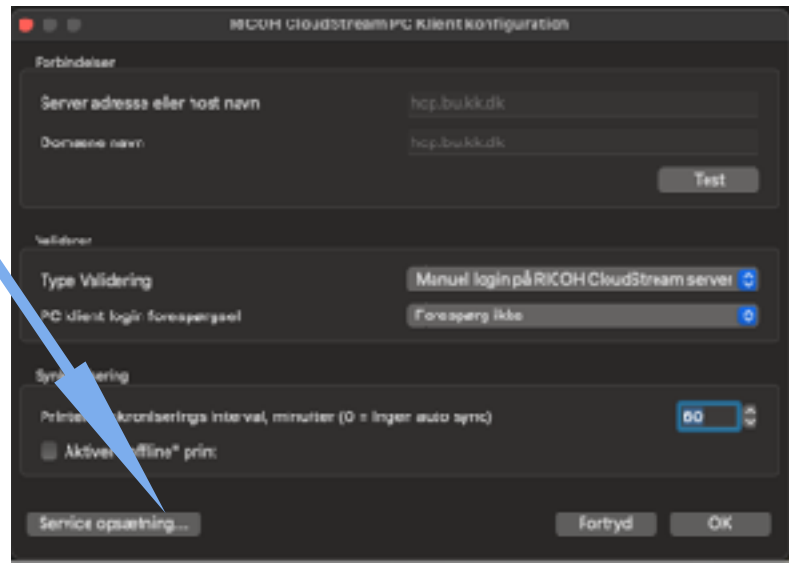 RICOH CloudStream PC Klient konfiguration
Forbindelser
Server adresse eller host navn hcp.bu.kk.dk
Domæne navn hcp.bu.kk.dk
Test
Validerer
Type Validering Manuel login på RICOH CloudStream server
PC klient login forespørgsel Forespørg ikke
Printer interval, minutter (0 = Ingen auto sync) 60
print
Service opsætning...
Fortryd OK